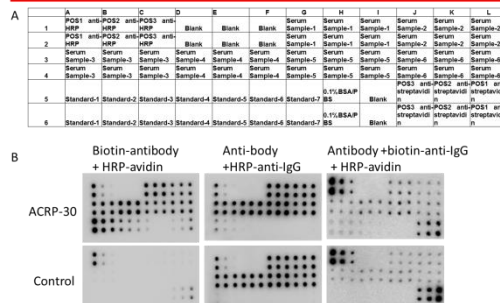 A
A B C D E F G H I J K L
1 POS1 anti-HRP POS2 anti-HRP POS3 anti-HRP Blank Blank Blank Serum Sample-1 Serum Sample-1 Serum Sample-1 Serum Sample-2 Serum Sample-2 Serum Sample-2
2 POS1 anti-HRP POS2 anti-HRP POS3 anti-HRP Blank Blank Blank Serum Sample-1 Serum Sample-1 Serum Sample-1 Serum Sample-2 Serum Sample-2 Serum Sample-2
3 Serum Sample-3 Serum Sample-3 Serum Sample-3 Serum Sample-4 Serum Sample-4 Serum Sample-4 Serum Sample-5 Serum Sample-5 Serum Sample-5 Serum Sample-6 Serum Sample-6 Serum Sample-6
4 Serum Sample-3 Serum Sample-3 Serum Sample-3 Serum Sample-4 Serum Sample-4 Serum Sample-4 Serum Sample-5 Serum Sample-5 Serum Sample-5 Serum Sample-6 Serum Sample-6 Serum Sample-6
5 Standard-1 Standard-2 Standard-3 Standard-4 Standard-5 Standard-6 Standard-7 0.1%BSA/PBS Blank POS3 anti-streptavidin POS2 anti-streptavidin POS1 anti-streptavidin
6 Standard-1 Standard-2 Standard-3 Standard-4 Standard-5 Standard-6 Standard-7 0.1%BSA/PBS Blank POS3 anti-streptavidin POS2 anti-streptavidin POS1 anti-streptavidin
B
Biotin-antibody + HRP-avidin
Anti-body +HRP-anti-IgG
Antibody +biotin-anti-IgG + HRP-avidin
ACRP-30
Control